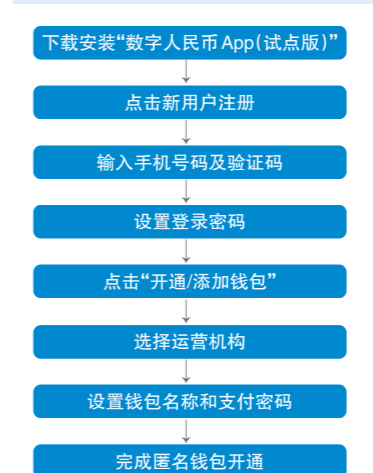 下载安装“数字人民币App(试点版)”
点击新用户注册
输入手机号码及验证码
设置登录密码
点击“开通/添加钱包”
选择运营机构
设置钱包名称和支付密码
完成匿名钱包开通